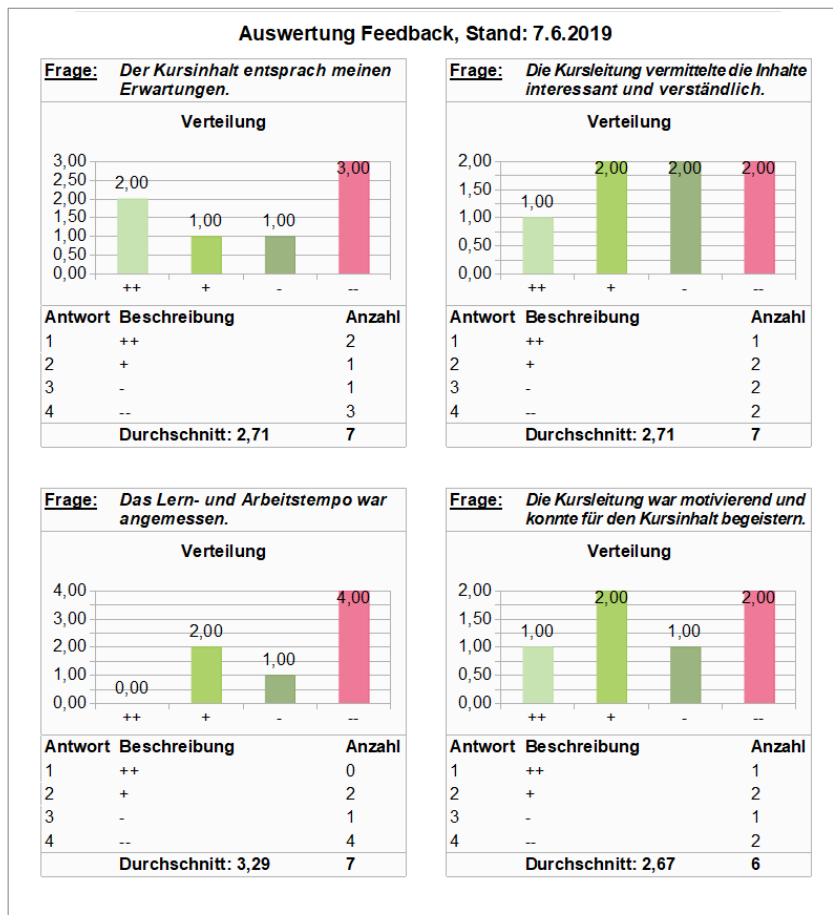 Auswertung Feedback, Stand: 7.6.2019
Frage: Der Kursinhalt entsprach meinen
Erwartungen.
Verteilung
3,00
2,50
2,00
1,50
1,00
0,50
0,00
2,00
1,00
1,00
3,00
++ + - --
Antwort Beschreibung Anzahl
1 ++ 2
2 + 1
3 - 1
4 -- 3
Durchschnitt: 2,71 7
Frage: Die Kursleitung vermittelte die Inhalte
interessant und verständlich.
Verteilung
2,00
1,50
1,00
0,50
0,00
1,00
2,00
2,00
2,00
++ + - --
Antwort Beschreibung Anzahl
1 ++ 1
2 + 2
3 - 2
4 -- 2
Durchschnitt: 2,71 7
Frage: Das Lern- und Arbeitstempo war
angemessen.
Verteilung
4,00
3,00
2,00
1,00
0,00
0,00
2,00
1,00
4,00
++ + - --
Antwort Beschreibung Anzahl
1 ++ 0
2 + 2
3 - 1
4 -- 4
Durchschnitt: 3,29 7
Frage: Die Kursleitung war motivierend und
konnte für den Kursinhalt begeistern.
Verteilung
2,00
1,50
1,00
0,50
0,00
1,00
2,00
1,00
2,00
++ + - --
Antwort Beschreibung Anzahl
1 ++ 1
2 + 2
3 - 1
4 -- 2
Durchschnitt: 2,67 6